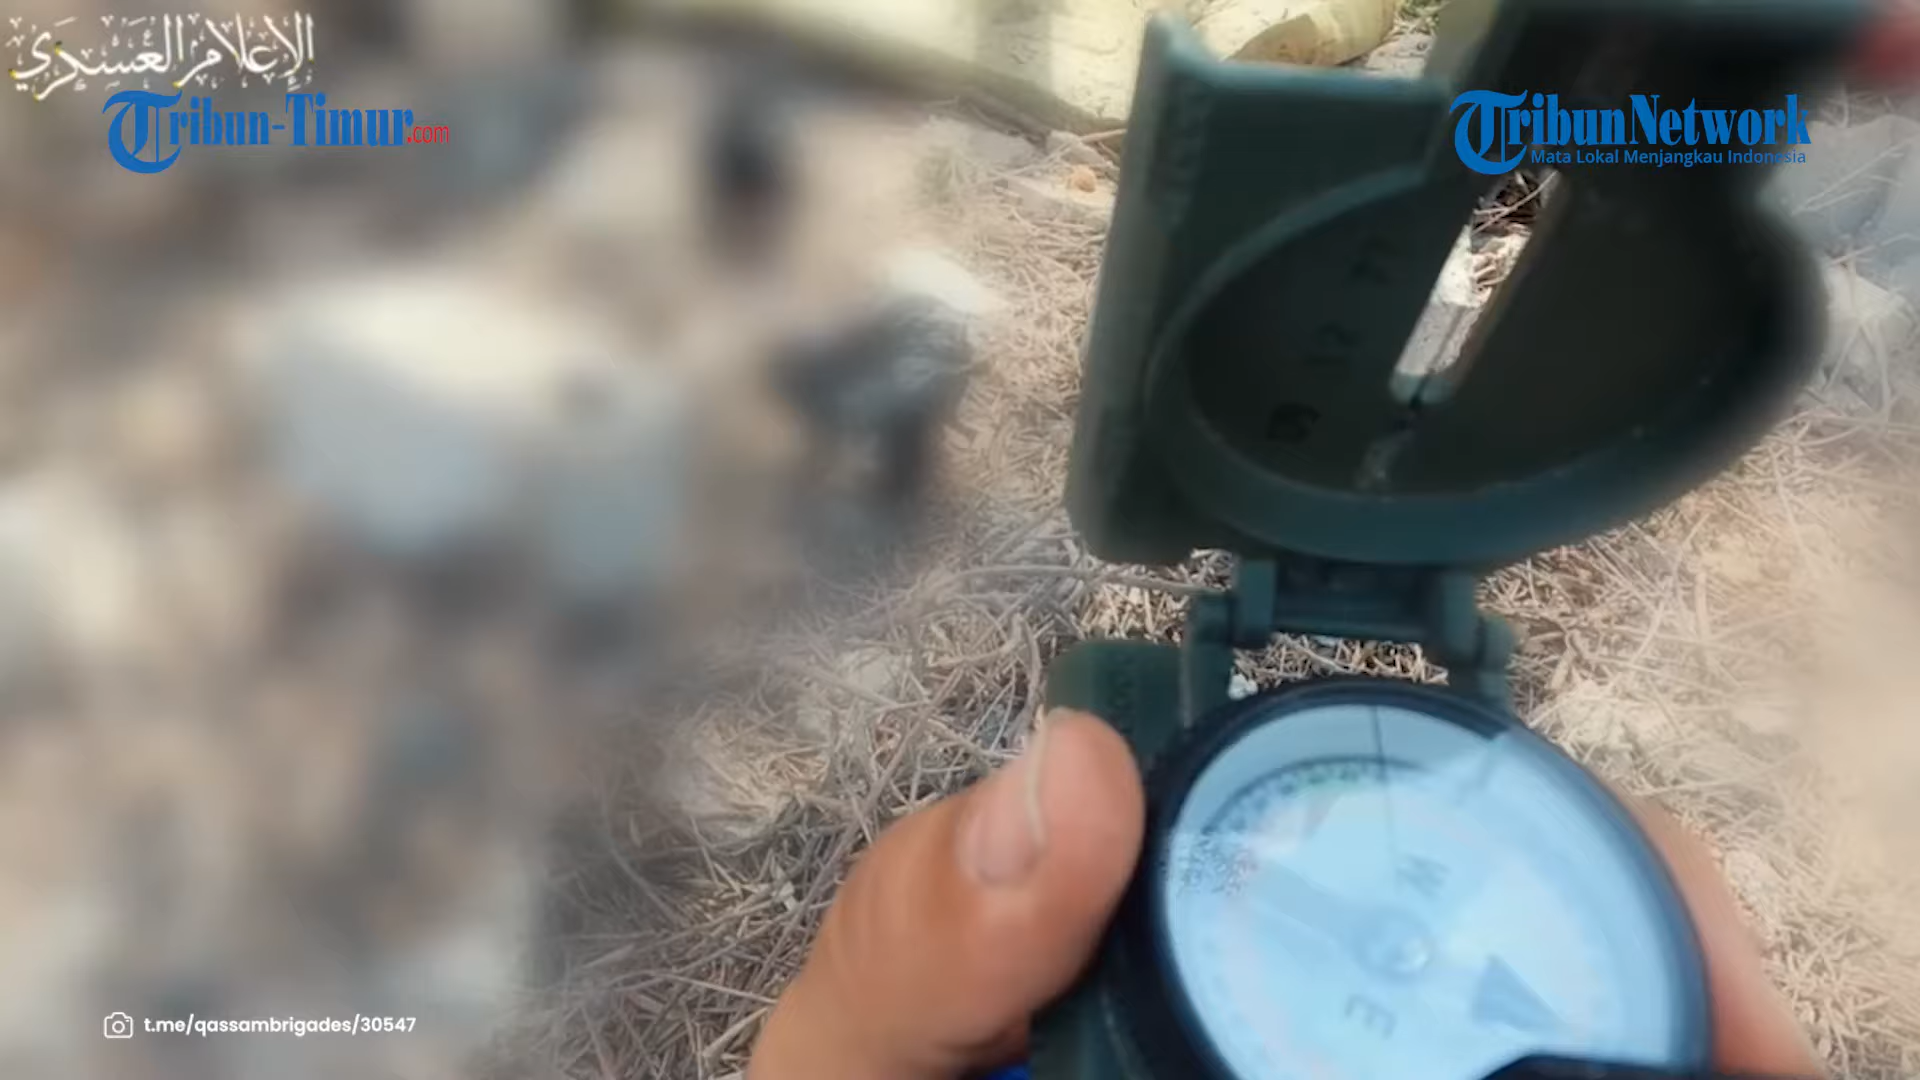 الإعلام العسكري
Tribun-Timur.com
TribunNetwork
Mata Lokal Menjangkau Indonesia
W
E
t.me/qassambrigades/30547